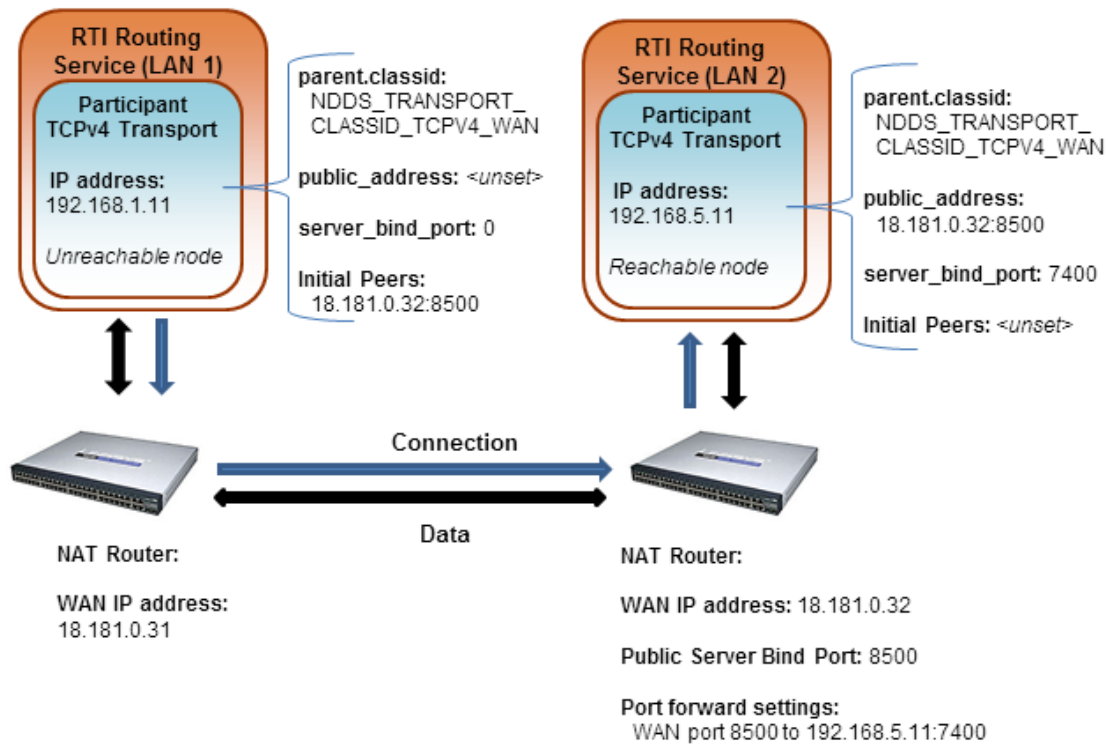 RTI Routing
Service (LAN 1)
Participant
TCPv4 Transport
IP address:
192.168.1.11
Unreachable node
parent.classid:
NDDS_TRANSPORT_
CLASSID_TCPV4_WAN
public_address: <unset>
server_bind_port: 0
Initial Peers:
18.181.0.32:8500
RTI Routing
Service (LAN 2)
Participant
TCPv4 Transport
IP address:
192.168.5.11
Reachable node
parent.classid:
NDDS_TRANSPORT_
CLASSID_TCPV4_WAN
public_address:
18.181.0.32:8500
server_bind_port: 7400
Initial Peers: <unset>
Connection
Data
NAT Router:
WAN IP address:
18.181.0.31
NAT Router:
WAN IP address: 18.181.0.32
Public Server Bind Port: 8500
Port forward settings:
WAN port 8500 to 192.168.5.11:7400